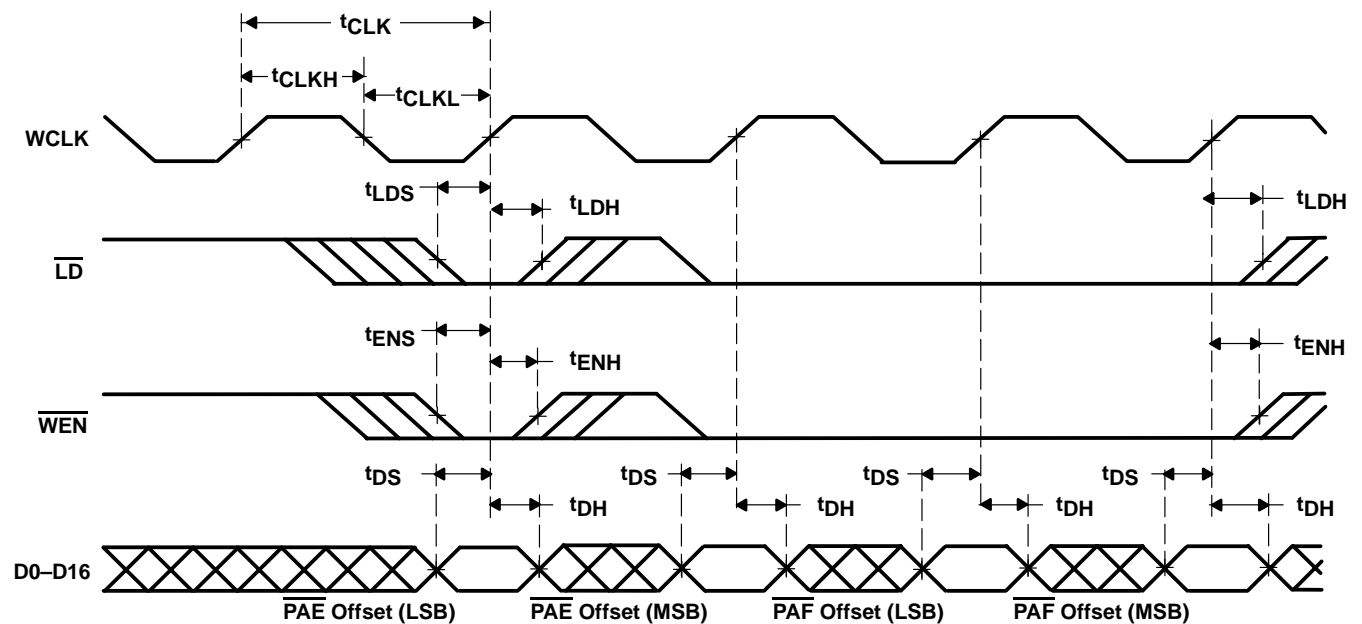 tCLK
tCLKH
tCLKL
WCLK
tLDS
tLDH
tLDH
LD
tENS
tENH
tENH
WEN
tDS
tDS
tDS
tDS
tDH
tDH
tDH
tDH
D0–D16
PAE Offset (LSB)
PAE Offset (MSB)
PAF Offset (LSB)
PAF Offset (MSB)